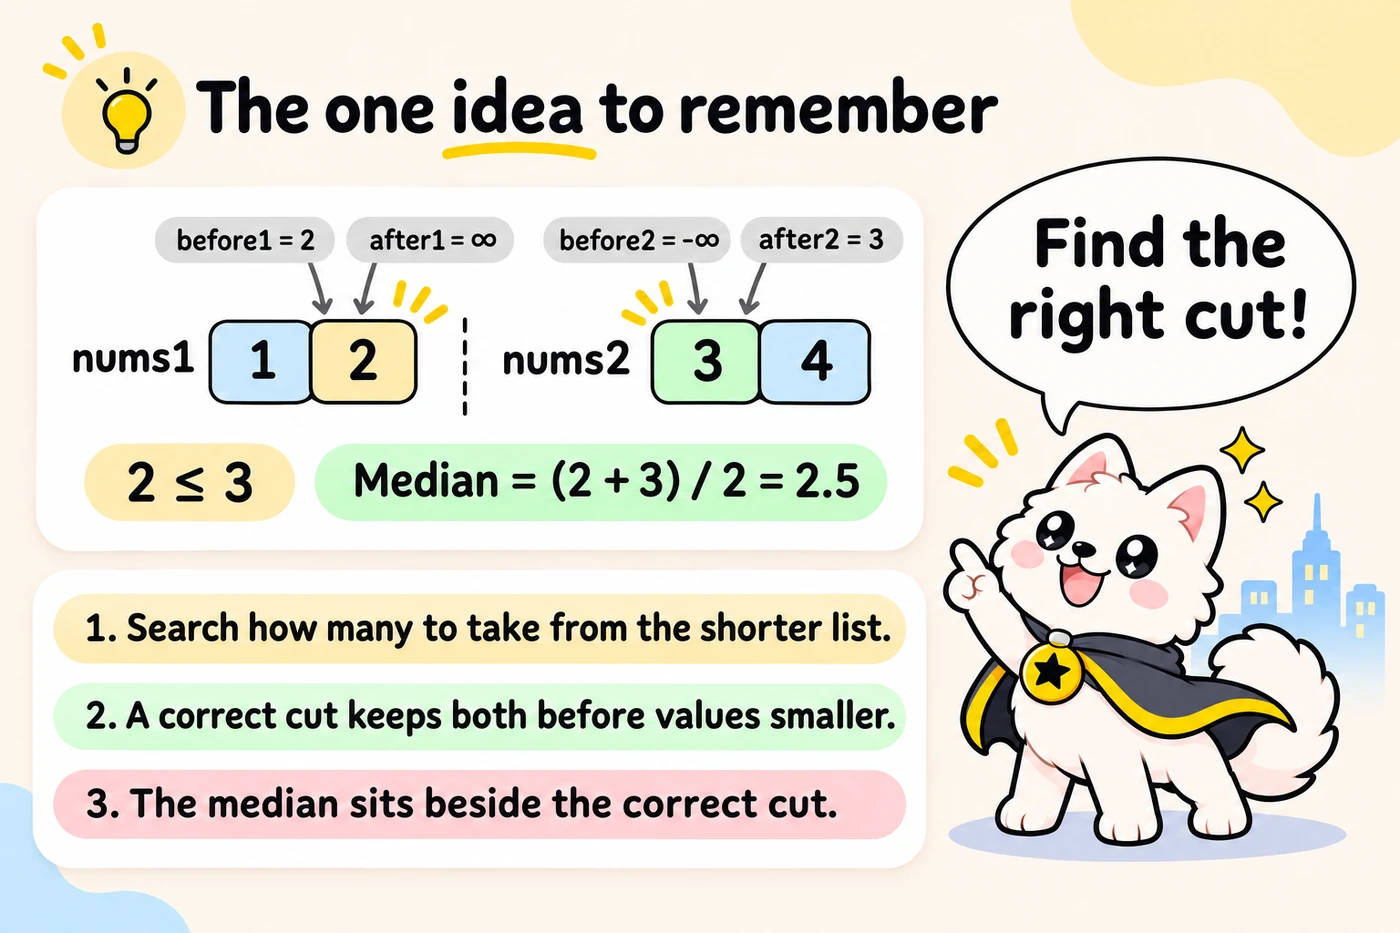 The one idea to remember
before1 = 2
after1 = ∞
before2 = -∞
after2 = 3
nums1
1
2
nums2
3
4
2 ≤ 3
Median = (2 + 3) / 2 = 2.5
Find the
right cut!
1. Search how many to take from the shorter list.
2. A correct cut keeps both before values smaller.
3. The median sits beside the correct cut.